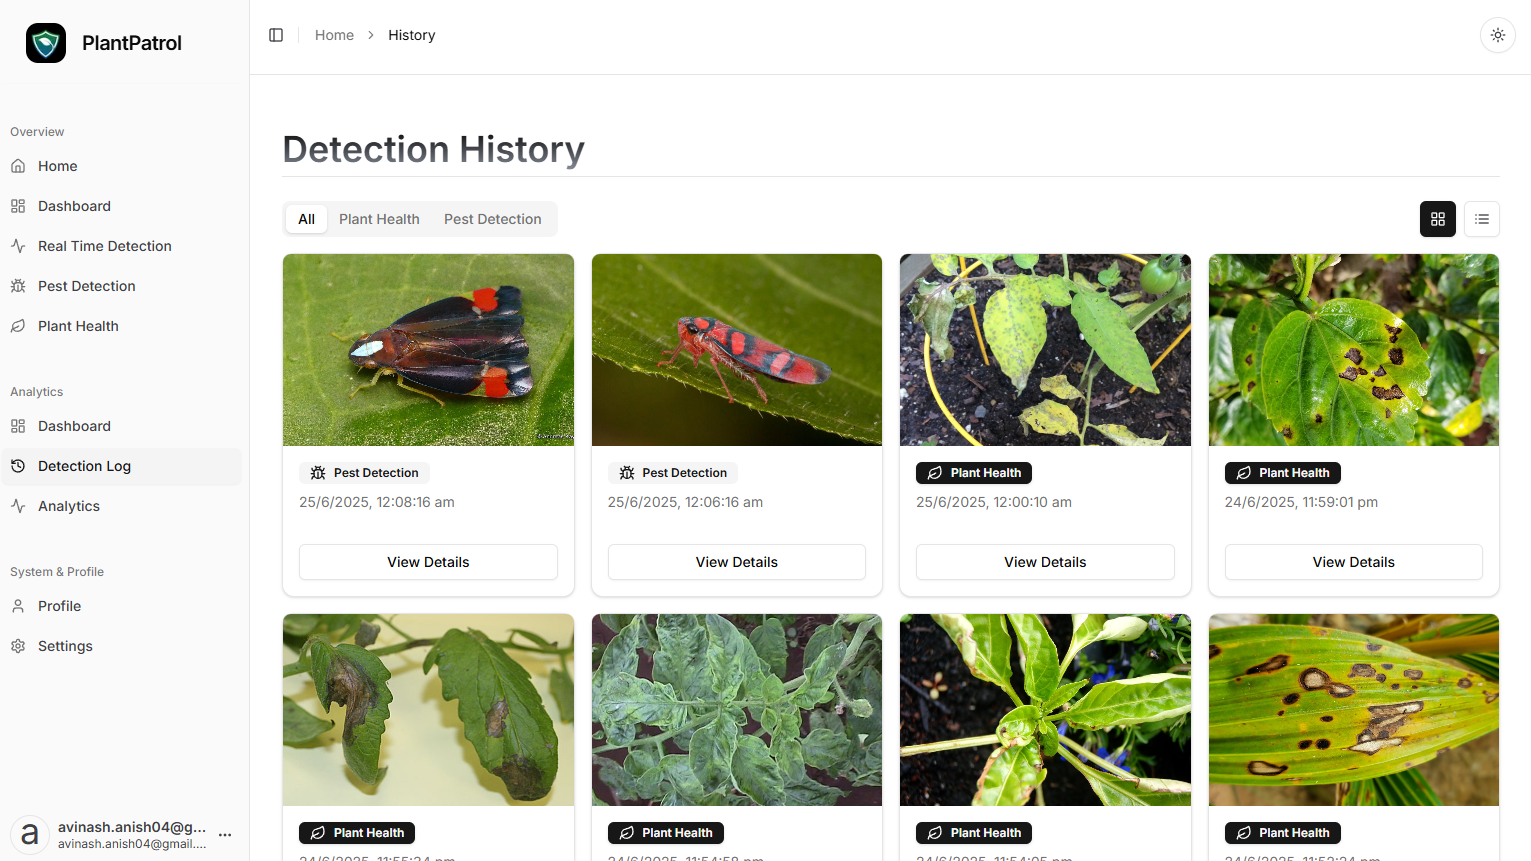 PlantPatrol
Home
History
Overview
Home
Dashboard
Real Time Detection
Pest Detection
Plant Health
Analytics
Dashboard
Detection Log
Analytics
System & Profile
Profile
Settings
a
avinash.anish04@g...
avinash.anish04@gmail....
Detection History
All
Plant Health
Pest Detection
Pest Detection
25/6/2025, 12:08:16 am
View Details
Pest Detection
25/6/2025, 12:06:16 am
View Details
Plant Health
25/6/2025, 12:00:10 am
View Details
Plant Health
24/6/2025, 11:59:01 pm
View Details
Plant Health
Plant Health
Plant Health
Plant Health